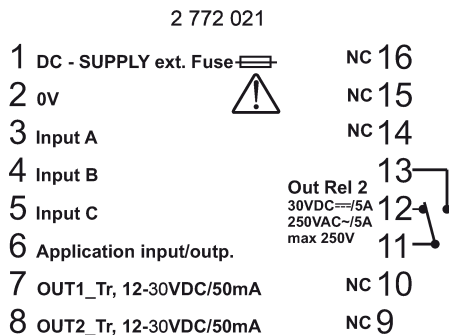 2 772 021
1 DC - SUPPLY ext. Fuse
2 0V
3 Input A
4 Input B
5 Input C
6 Application input/outp.
7 OUT1_Tr, 12-30VDC/50mA
8 OUT2_Tr, 12-30VDC/50mA
NC 16
NC 15
NC 14
13
Out Rel 2
30VDC⎓/5A 12
250VAC~/5A
max 250V 11
NC 10
NC 9